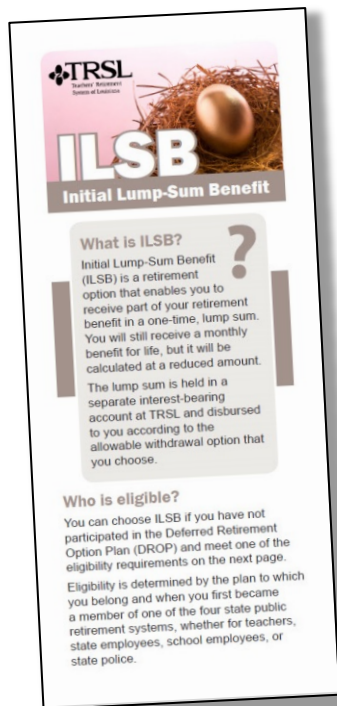 TRSL
Teachers' Retirement
System of Louisiana
ILSB
Initial Lump-Sum Benefit
What is ILSB?
?
Initial Lump-Sum Benefit
(ILSB) is a retirement
option that enables you to
receive part of your retirement
benefit in a one-time, lump sum.
You will still receive a monthly
benefit for life, but it will be
calculated at a reduced amount.
The lump sum is held in a
separate interest-bearing
account at TRSL and disbursed
to you according to the
allowable withdrawal option that
you choose.
Who is eligible?
You can choose ILSB if you have not
participated in the Deferred Retirement
Option Plan (DROP) and meet one of the
eligibility requirements on the next page.
Eligibility is determined by the plan to which
you belong and when you first became
a member of one of the four state public
retirement systems, whether for teachers,
state employees, school employees, or
state police.